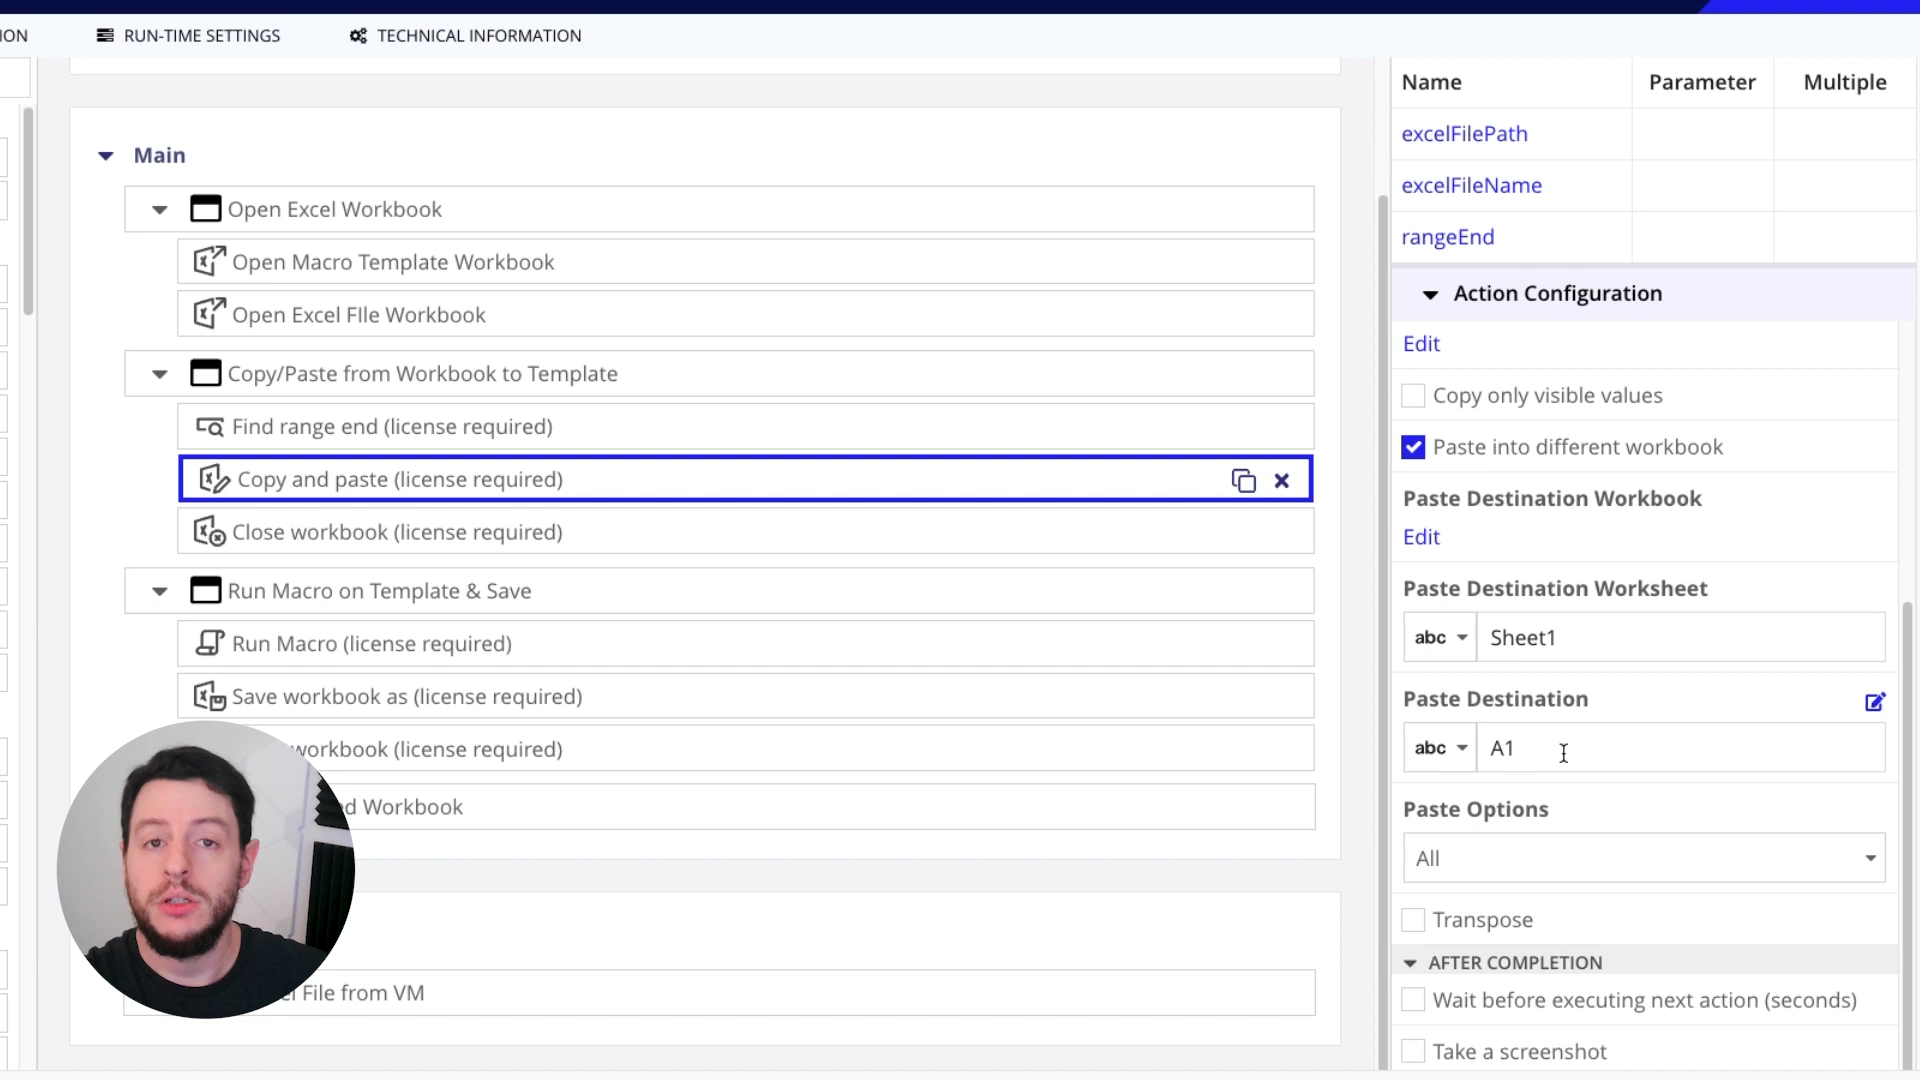 ION
RUN-TIME SETTINGS
TECHNICAL INFORMATION
Main
Open Excel Workbook
Open Macro Template Workbook
Open Excel FIle Workbook
Copy/Paste from Workbook to Template
Find range end (license required)
Copy and paste (license required)
Close workbook (license required)
Run Macro on Template & Save
Run Macro (license required)
Save workbook as (license required)
workbook (license required)
d Workbook
File from VM
Name Parameter Multiple
excelFilePath
excelFileName
rangeEnd
Action Configuration
Edit
Copy only visible values
Paste into different workbook
Paste Destination Workbook
Edit
Paste Destination Worksheet
abc Sheet1
Paste Destination
abc A1
Paste Options
All
Transpose
AFTER COMPLETION
Wait before executing next action (seconds)
Take a screenshot